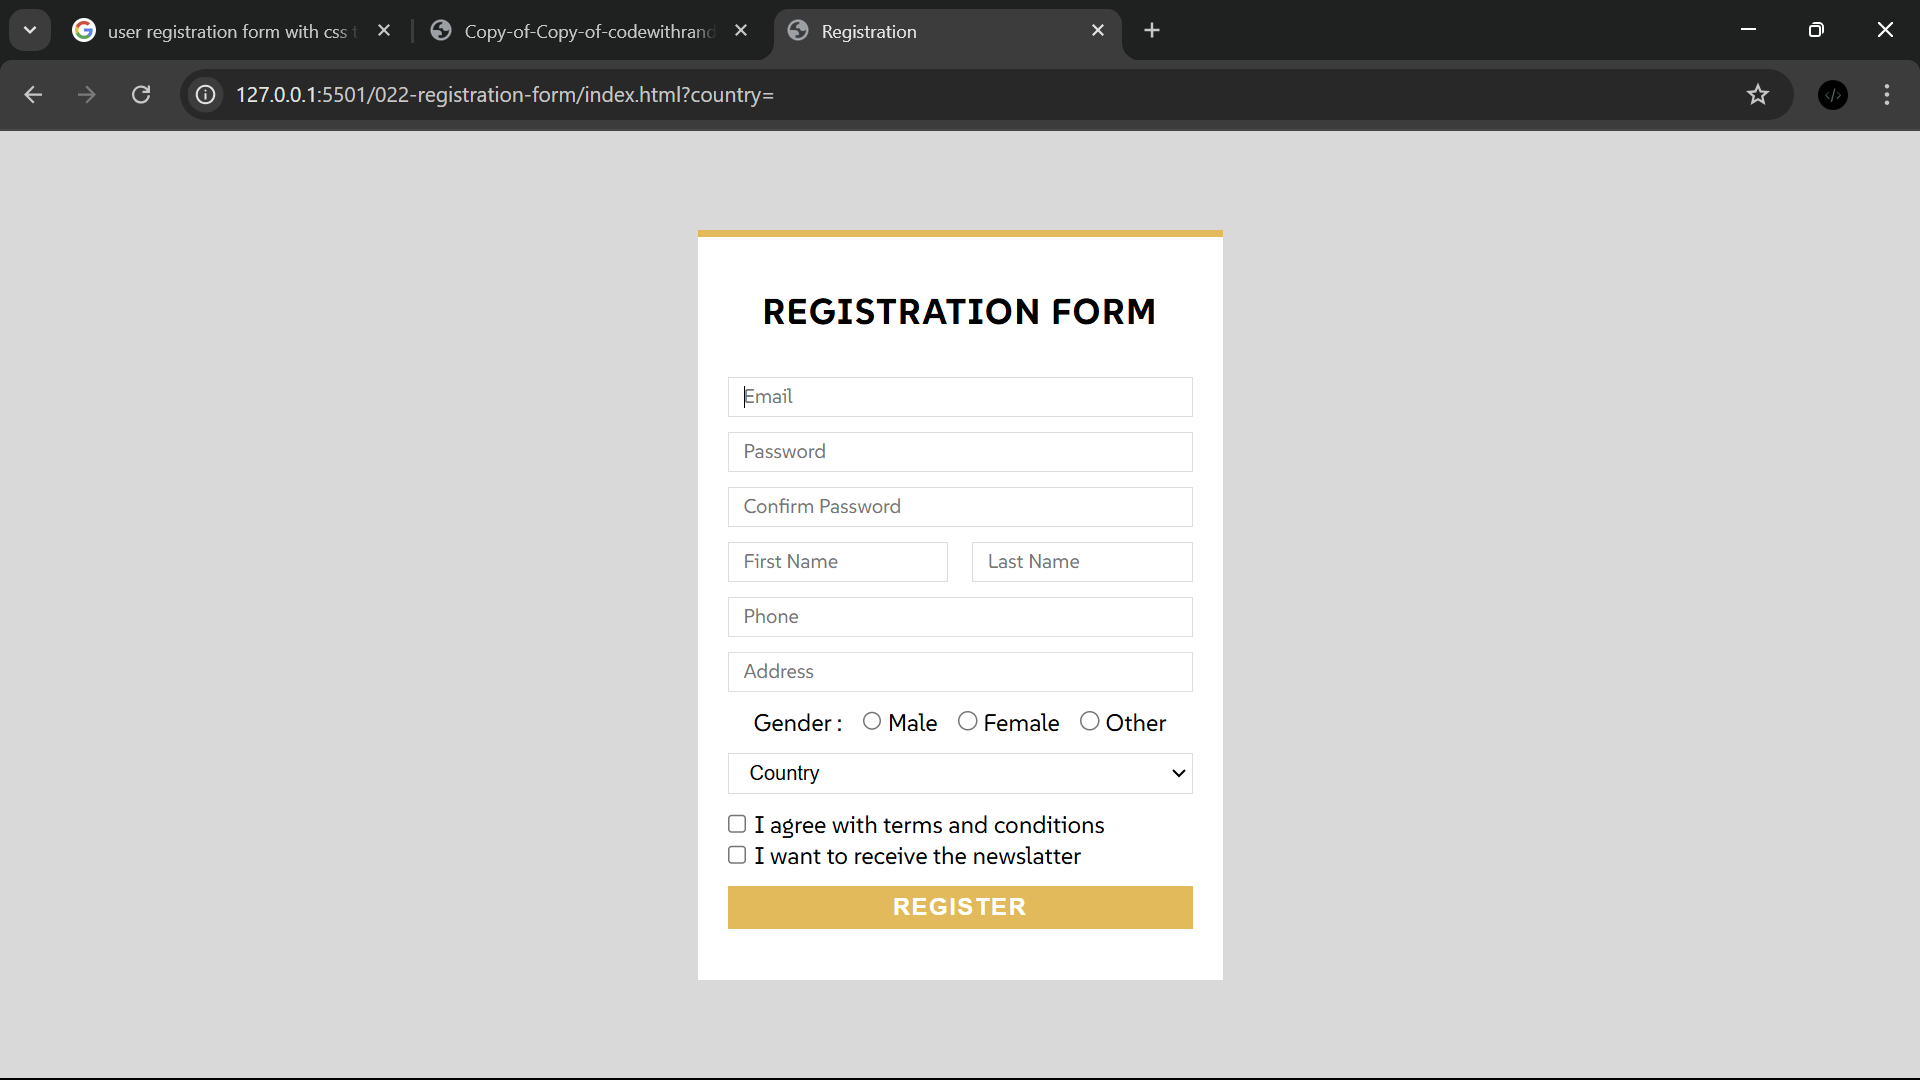 user registration form with css t
Copy-of-Copy-of-codewithrand
Registration
127.0.0.1:5501/022-registration-form/index.html?country=
REGISTRATION FORM
Email
Password
Confirm Password
First Name Last Name
Phone
Address
Gender : Male Female Other
Country
I agree with terms and conditions
I want to receive the newslatter
REGISTER